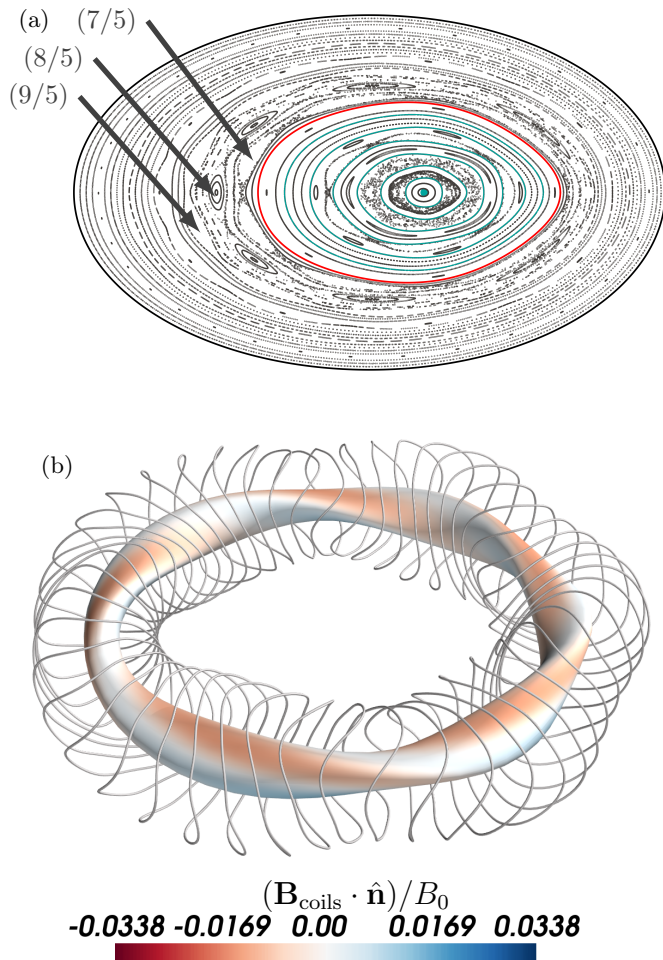 (a)
(7/5)
(8/5)
(9/5)
(b)
(B_coils · n̂)/B_0
-0.0338 -0.0169 0.00 0.0169 0.0338